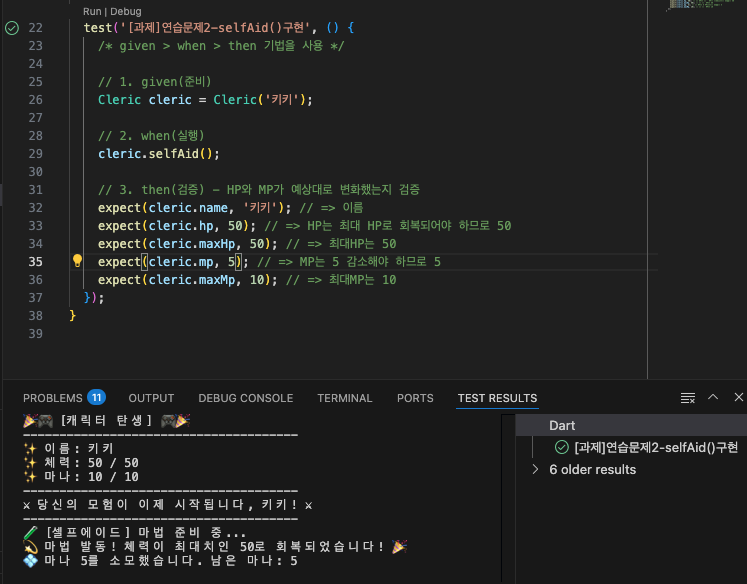 Run | Debug
22 test('[과제]연습문제2-selfAid()구현', () {
23 /* given > when > then 기법을 사용 */
24
25 // 1. given(준비)
26 Cleric cleric = Cleric('키키');
27
28 // 2. when(실행)
29 cleric.selfAid();
30
31 // 3. then(검증) - HP와 MP가 예상대로 변화했는지 검증
32 expect(cleric.name, '키키'); // => 이름
33 expect(cleric.hp, 50); // => HP는 최대 HP로 회복되어야 하므로 50
34 expect(cleric.maxHp, 50); // => 최대HP는 50
35 expect(cleric.mp, 5); // => MP는 5 감소해야 하므로 5
36 expect(cleric.maxMp, 10); // => 최대MP는 10
37 });
38 }
39
PROBLEMS 11 OUTPUT DEBUG CONSOLE TERMINAL PORTS TEST RESULTS
🎉🎮 [캐릭터 탄생] 🎮🎉
------------------------------------
✨ 이름: 키키
✨ 체력: 50 / 50
✨ 마나: 10 / 10
------------------------------------
⚔ 당신의 모험이 이제 시작됩니다, 키키! ⚔
------------------------------------
🧪 [셀프에이드] 마법 준비 중...
💫 마법 발동! 체력이 최대치인 50로 회복되었습니다! 🎉
💠 마나 5를 소모했습니다. 남은 마나: 5
Dart
[과제]연습문제2-selfAid()구현
6 older results